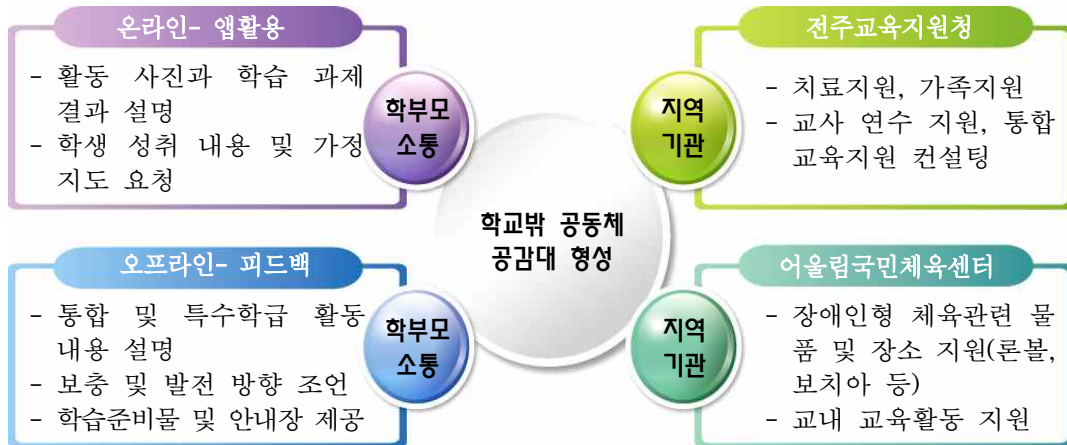 온라인- 앱활용
- 활동 사진과 학습 과제
결과 설명
- 학생 성취 내용 및 가정
지도 요청
학부모
소통
전주교육지원청
- 치료지원, 가족지원
- 교사 연수 지원, 통합
교육지원 컨설팅
지역
기관
학교밖 공동체
공감대 형성
오프라인- 피드백
- 통합 및 특수학급 활동
내용 설명
- 보충 및 발전 방향 조언
- 학습준비물 및 안내장 제공
학부모
소통
어울림국민체육센터
- 장애인형 체육관련 물
품 및 장소 지원(론볼,
보치아 등)
- 교내 교육활동 지원
지역
기관